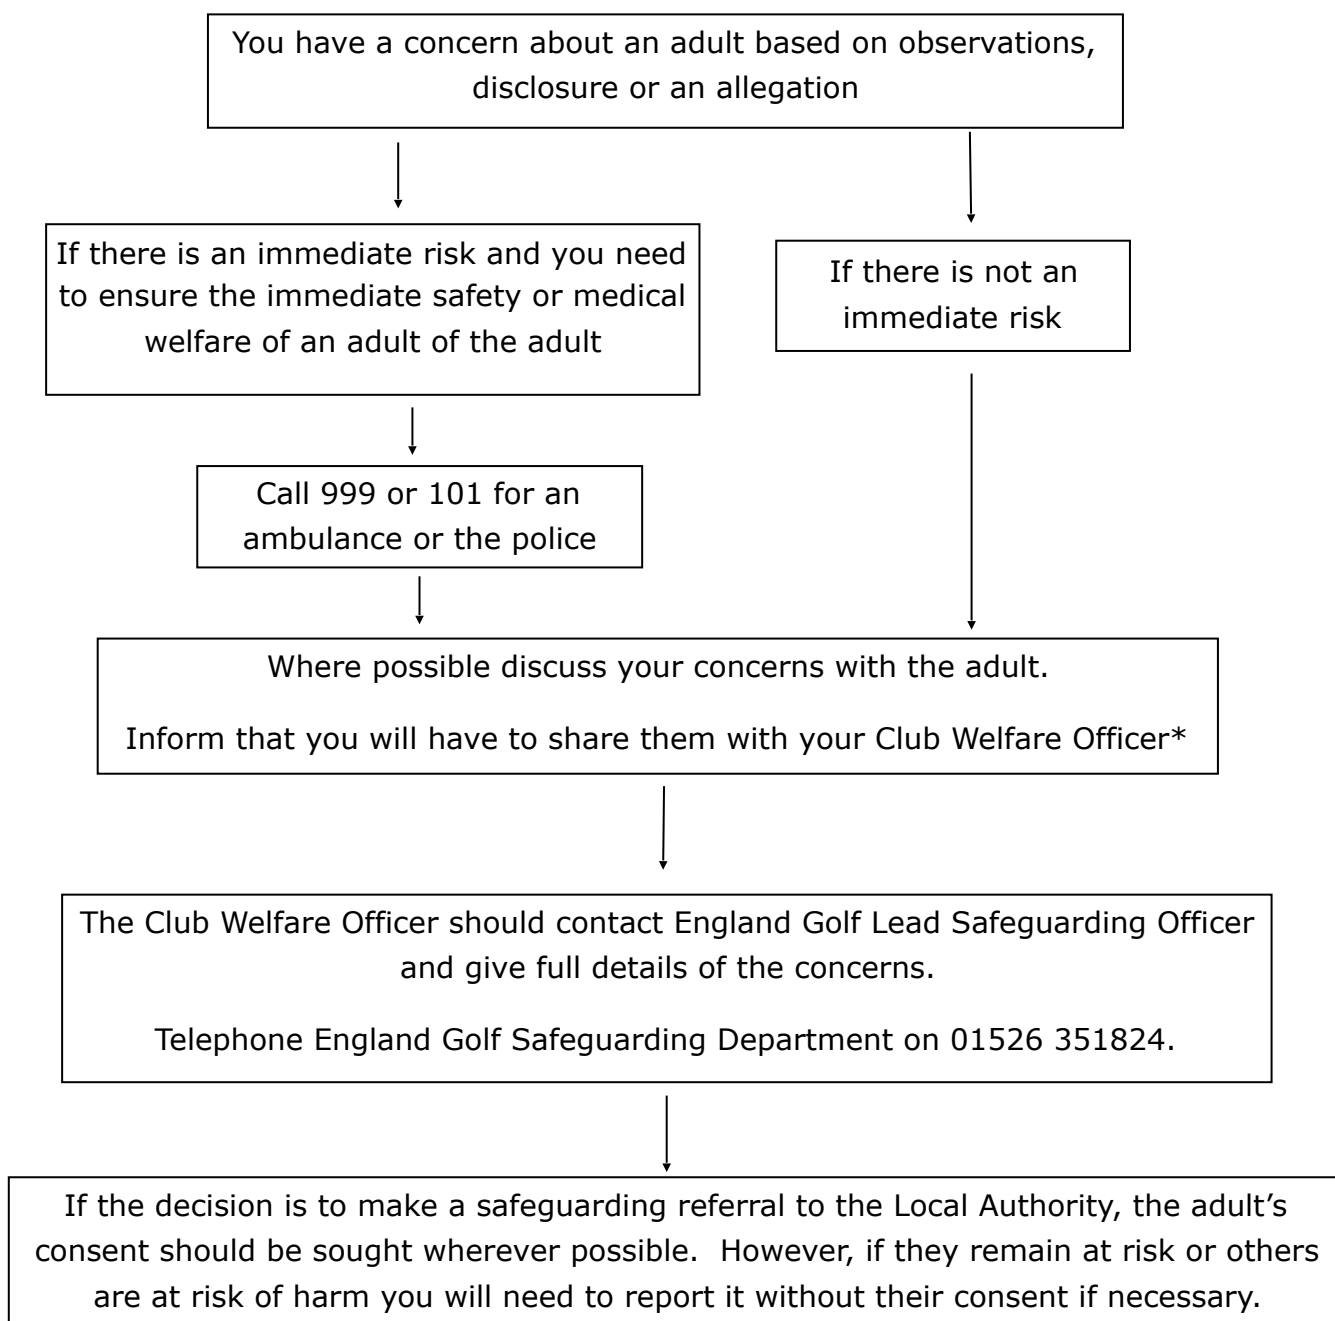 You have a concern about an adult based on observations,
disclosure or an allegation
If there is an immediate risk and you need
to ensure the immediate safety or medical
welfare of an adult of the adult
If there is not an
immediate risk
Call 999 or 101 for an
ambulance or the police
Where possible discuss your concerns with the adult.
Inform that you will have to share them with your Club Welfare Officer*
The Club Welfare Officer should contact England Golf Lead Safeguarding Officer
and give full details of the concerns.
Telephone England Golf Safeguarding Department on 01526 351824.
If the decision is to make a safeguarding referral to the Local Authority, the adult’s
consent should be sought wherever possible.  However, if they remain at risk or others
are at risk of harm you will need to report it without their consent if necessary.